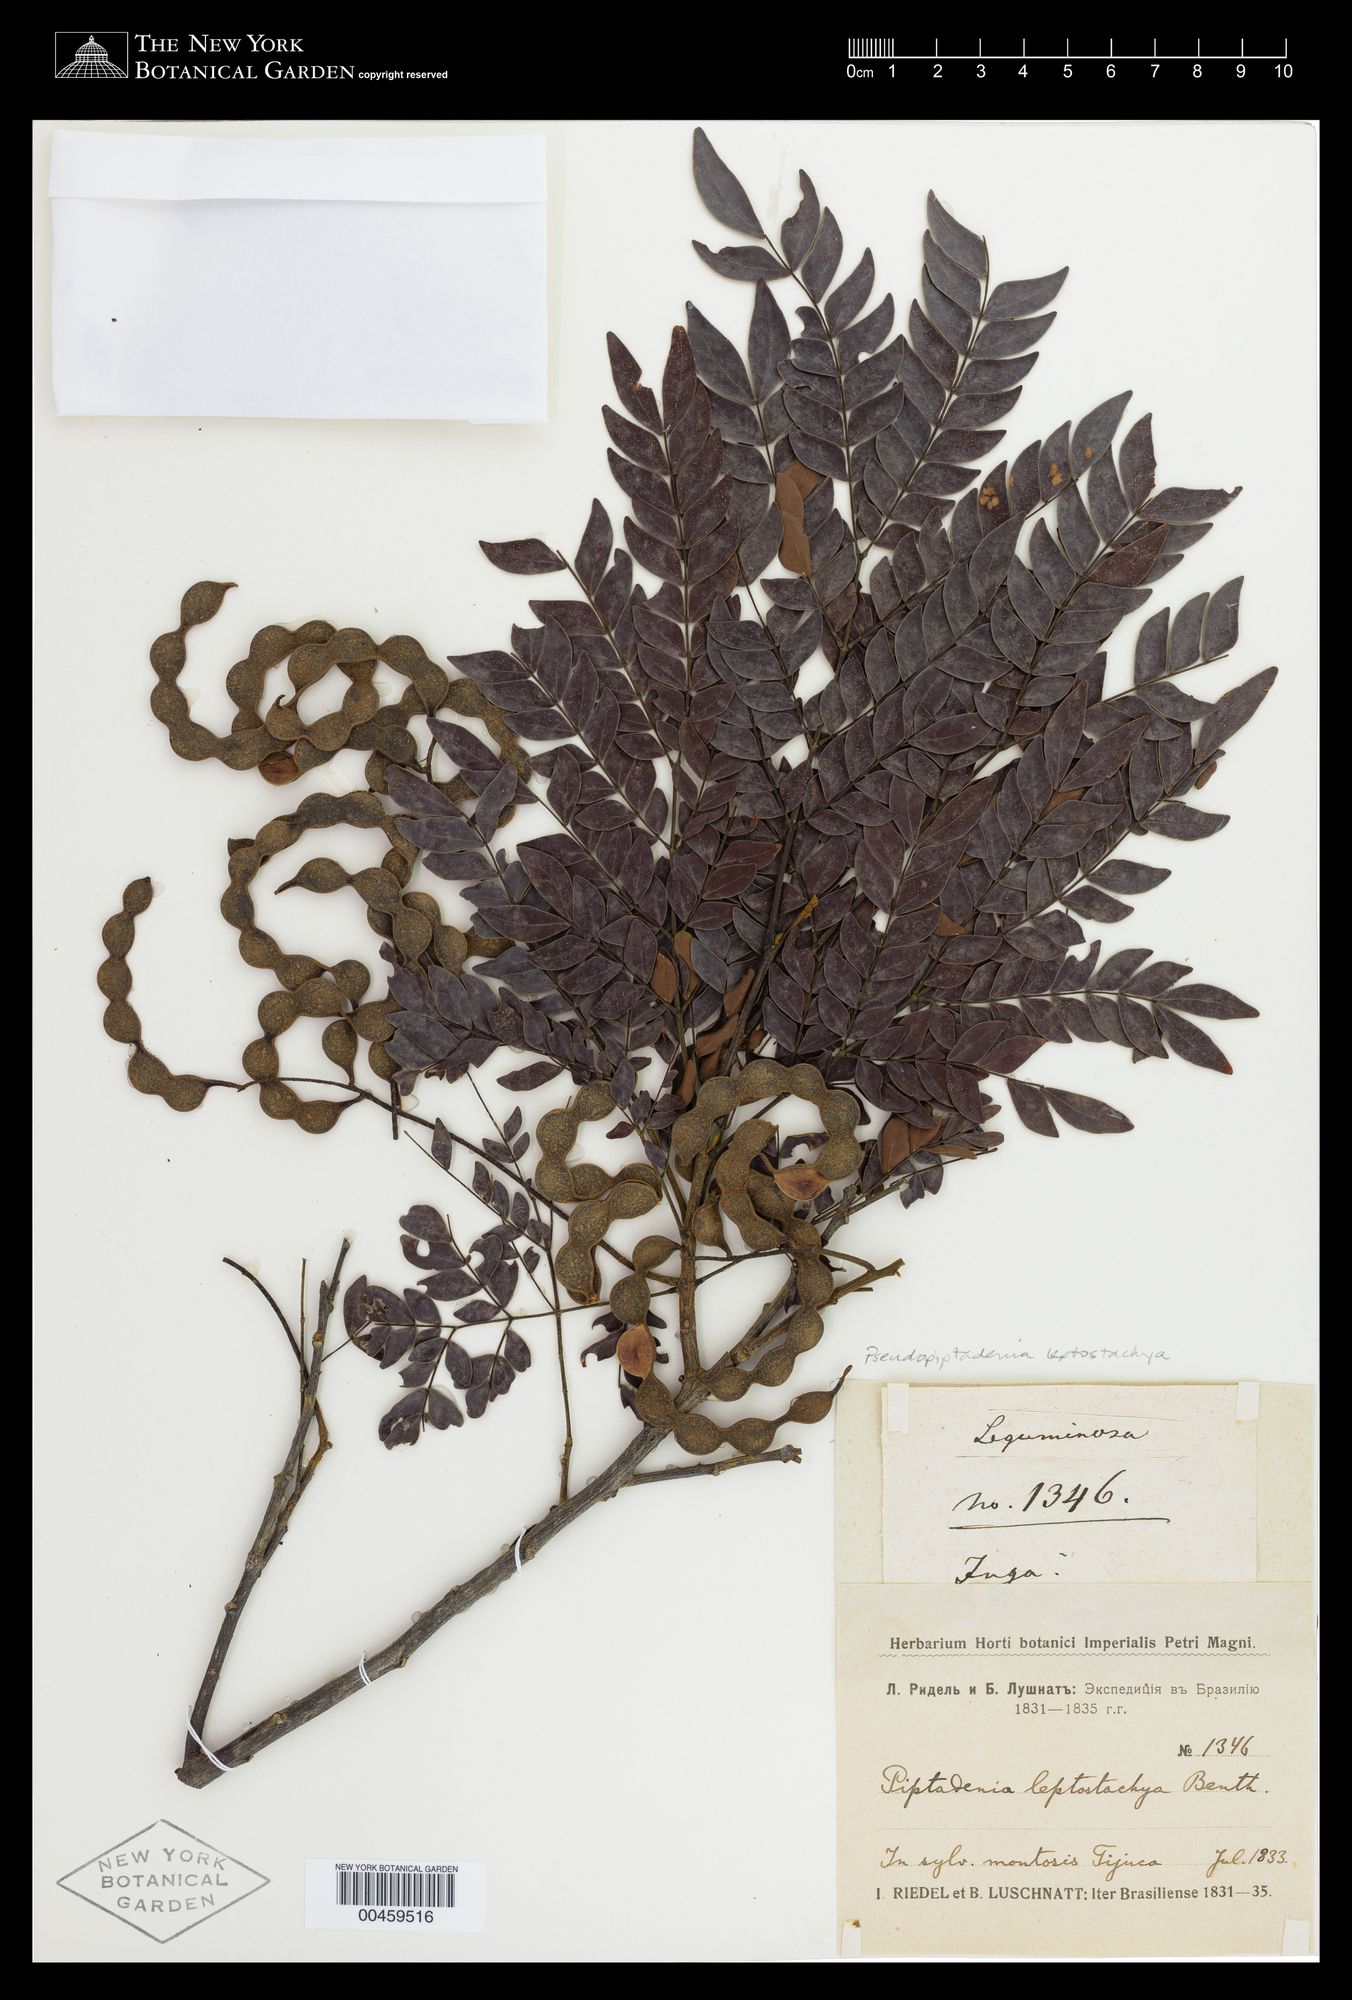 THE NEW YORK
BOTANICAL GARDEN copyright reserved
0cm 1 2 3 4 5 6 7 8 9 10
Pseudopiptadenia leptostachya
Leguminosa
No. 1346.
Inga
Herbarium Horti botanici Imperialis Petri Magni.
Л. Ридель и Б. Лушнатъ: Экспедицiя въ Бразилiю
1831—1835 г.г.
№ 1346
Piptadenia leptostachya Benth.
In sylv. montosis Tijuca Jul. 1833.
L. RIEDEL et B. LUSCHNATT: Iter Brasiliense 1831—35.
NEW YORK
BOTANICAL
GARDEN
NEW YORK BOTANICAL GARDEN
00459516